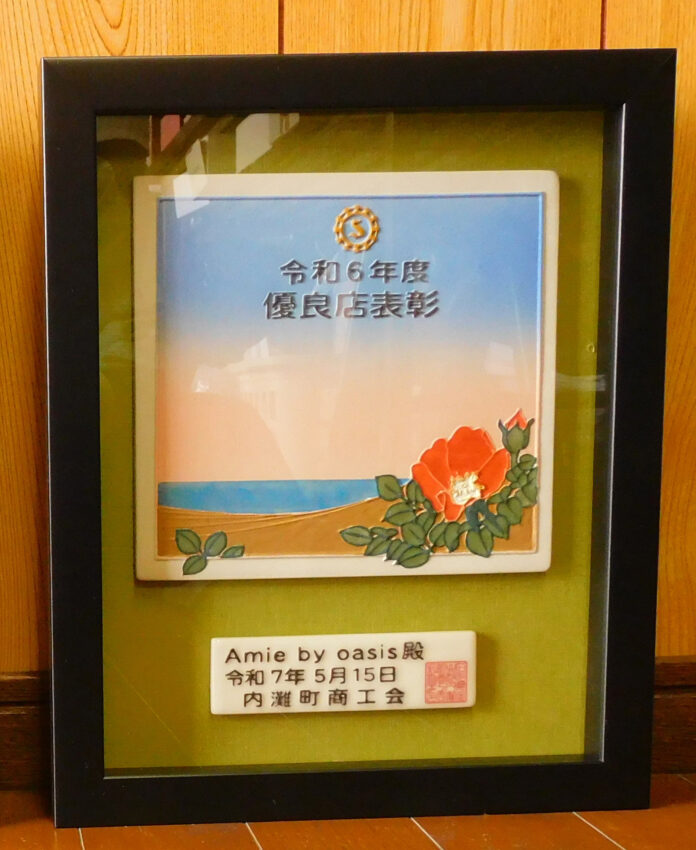 S
令和6年度
優良店表彰
Amie by oasis殿
令和7年5月15日
内灘町商工会